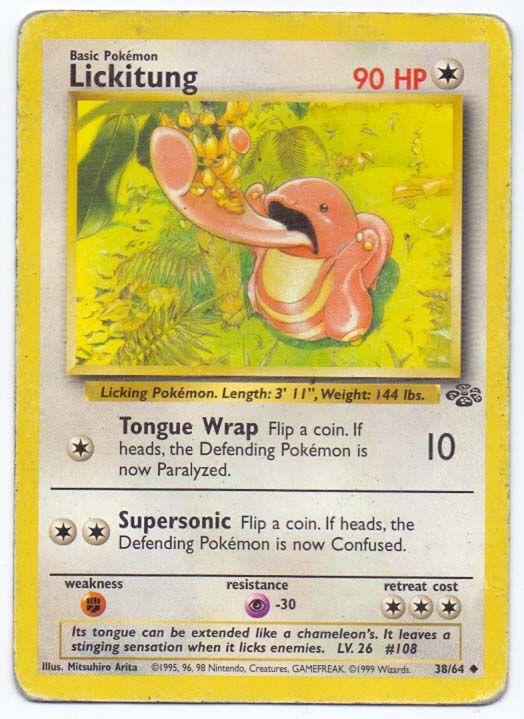 Basic Pokémon
Lickitung
90 HP
Licking Pokémon. Length: 3' 11", Weight: 144 lbs.
Tongue Wrap Flip a coin. If
heads, the Defending Pokémon is
now Paralyzed.
10
Supersonic Flip a coin. If heads, the
Defending Pokémon is now Confused.
weakness resistance retreat cost
-30
Its tongue can be extended like a chameleon's. It leaves a
stinging sensation when it licks enemies. LV. 26 #108
Illus. Mitsuhiro Arita ©1995, 96, 98 Nintendo, Creatures, GAMEFREAK. ©1999 Wizards. 38/64